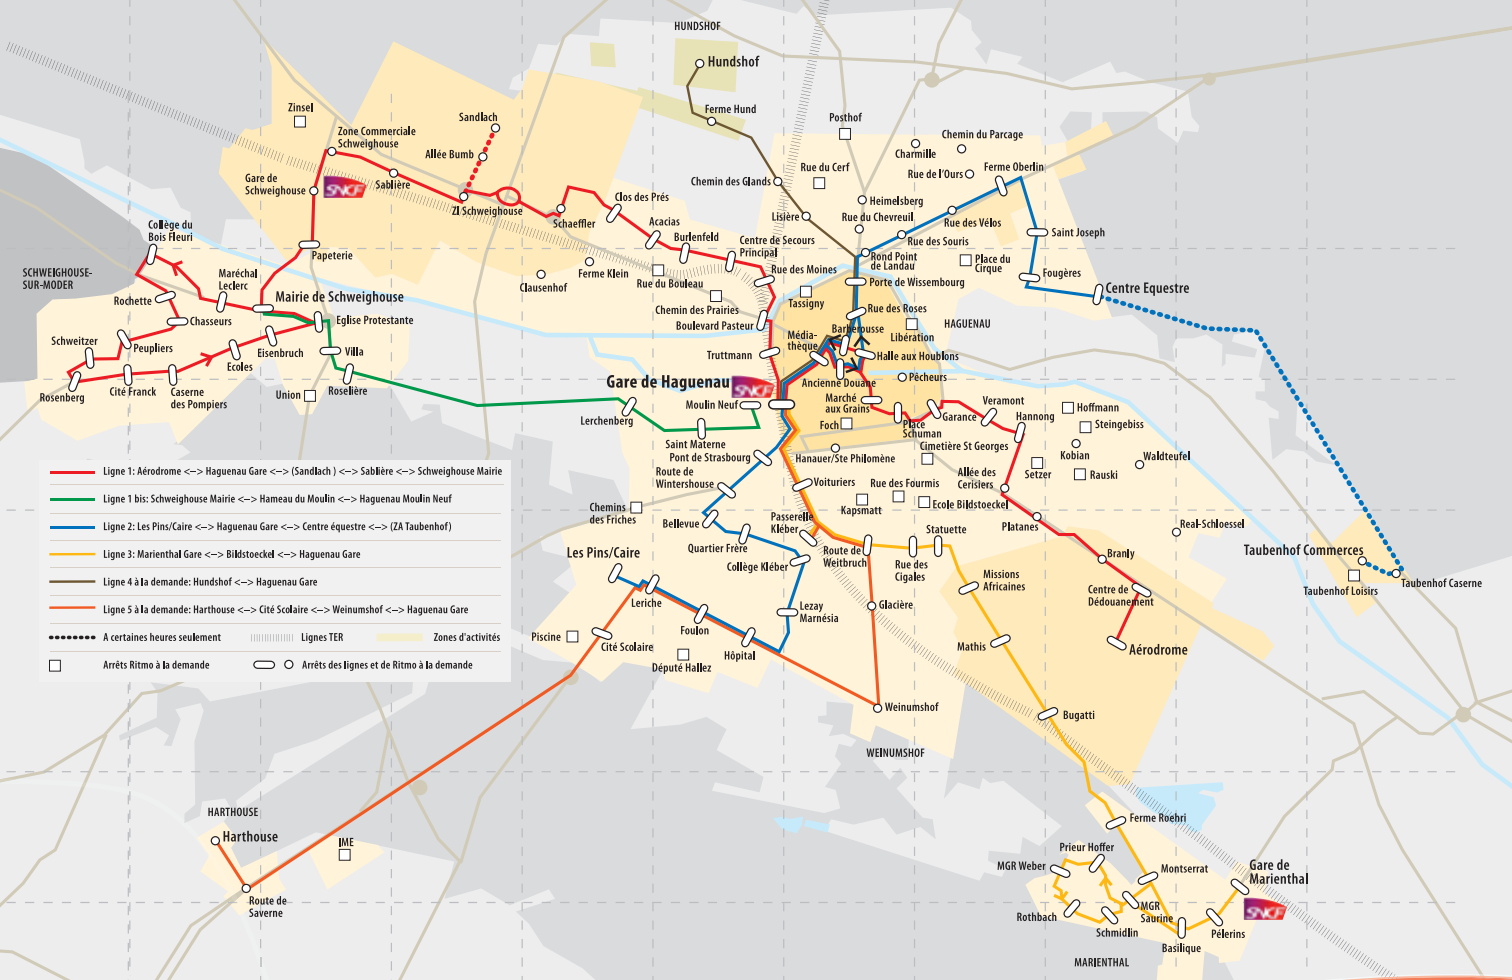 HUNDSHOF
Hundshof
Ferme Hund
Zinsel
Sandlach
Zone Commerciale
Schweighouse
Allée Bumb
Gare de
Schweighouse
SNCF
Sablière
ZI Schweighouse
Schaeffler
Clos des Prés
Acacias
Burlenfeld
Centre de Secours
Principal
Chemin des Glands
Lisière
Posthof
Rue du Cerf
Charmille
Chemin du Parcage
Rue de l'Ours
Ferme Oberlin
Heimelsberg
Rue du Chevreuil
Rue des Vélos
Rue des Souris
Saint Joseph
Rond Point
de Landau
Place du
Cirque
Fougères
Centre Equestre
Porte de Wissembourg
Rue des Roses
HAGUENAU
Libération
Collège du
Bois Fleuri
Papeterie
SCHWEIGHOUSE-
SUR-MODER
Maréchal
Leclerc
Mairie de Schweighouse
Rochette
Chasseurs
Eglise Protestante
Schweitzer
Peupliers
Eisenbruch
Villa
Ecoles
Rosenberg
Cité Franck
Caserne
des Pompiers
Union
Roselière
Clausenhof
Ferme Klein
Rue du Bouleau
Rue des Moines
Chemin des Prairies
Tassigny
Boulevard Pasteur
Truttmann
Média-
thèque
Barberousse
Halle aux Houblons
Gare de Haguenau
SNCF
Ancienne Douane
Pêcheurs
Moulin Neuf
Marché
aux Grains
Foch
Place
Schuman
Garance
Veramont
Hannong
Hoffmann
Steingebiss
Lerchenberg
Saint Materne
Pont de Strasbourg
Hanauer/Ste Philomène
Cimetière St Georges
Kobian
Waldteufel
Route de
Wintershouse
Voituriers
Rue des Fourmis
Allée des
Cerisiers
Setzer
Rauski
Chemins
des Friches
Kapsmatt
Ecole Bildstoeckel
Bellevue
Passerelle
Kléber
Statuette
Platanes
Real-Schloessel
Les Pins/Caire
Quartier Frère
Collège Kléber
Route de
Weitbruch
Rue des
Cigales
Branly
Taubenhof Commerces
Missions
Africaines
Centre de
Dédouanement
Taubenhof Loisirs
Taubenhof Caserne
Leriche
Lezay
Marnésia
Glacière
Foulon
Piscine
Cité Scolaire
Hôpital
Mathis
Aérodrome
Député Hallez
Weinumshof
Bugatti
WEINUMSHOF
Ligne 1: Aérodrome <--> Haguenau Gare <--> (Sandlach ) <--> Sablière <--> Schweighouse Mairie
Ligne 1 bis: Schweighouse Mairie <--> Hameau du Moulin <--> Haguenau Moulin Neuf
Ligne 2: Les Pins/Caire <--> Haguenau Gare <--> Centre équestre <--> (ZA Taubenhof)
Ligne 3: Marienthal Gare <--> Bildstoeckel <--> Haguenau Gare
Ligne 4 à la demande: Hundshof <--> Haguenau Gare
Ligne 5 à la demande: Harthouse <--> Cité Scolaire <--> Weinumshof <--> Haguenau Gare
A certaines heures seulement
Lignes TER
Zones d'activités
Arrêts Ritmo à la demande
Arrêts des lignes et de Ritmo à la demande
HARTHOUSE
Harthouse
IME
Route de
Saverne
Ferme Roehri
Prieur Hoffer
MGR Weber
Montserrat
Gare de
Marienthal
SNCF
Rothbach
MGR
Saurine
Schmidlin
Basilique
Pélerins
MARIENTHAL